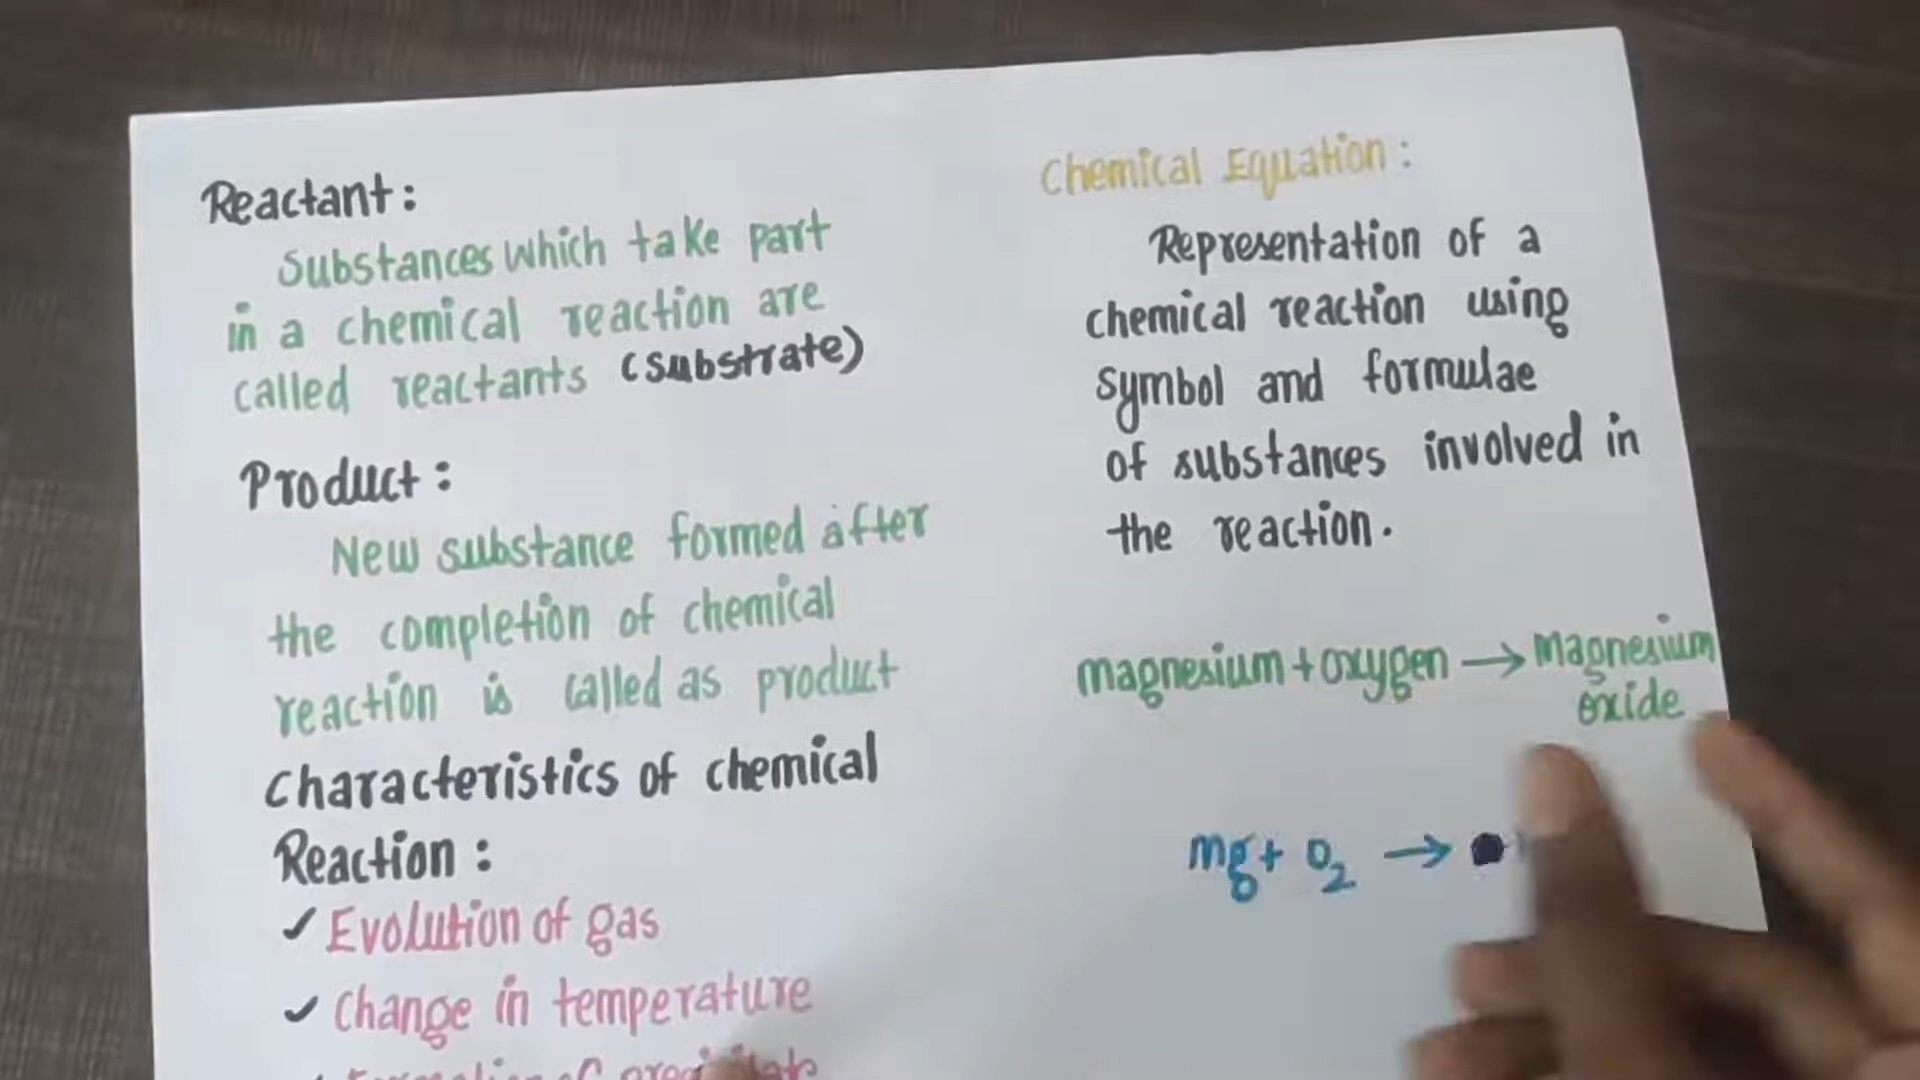 Reactant:
Substances which take part
in a chemical reaction are
called reactants (substrate)
Product:
New substance formed after
the completion of chemical
reaction is called as product
Characteristics of chemical
Reaction:
✓ Evolution of gas
✓ Change in temperature
Chemical Equation:
Representation of a
chemical reaction using
symbol and formulae
of substances involved in
the reaction.
magnesium + oxygen → Magnesium
oxide
mg + O₂ →